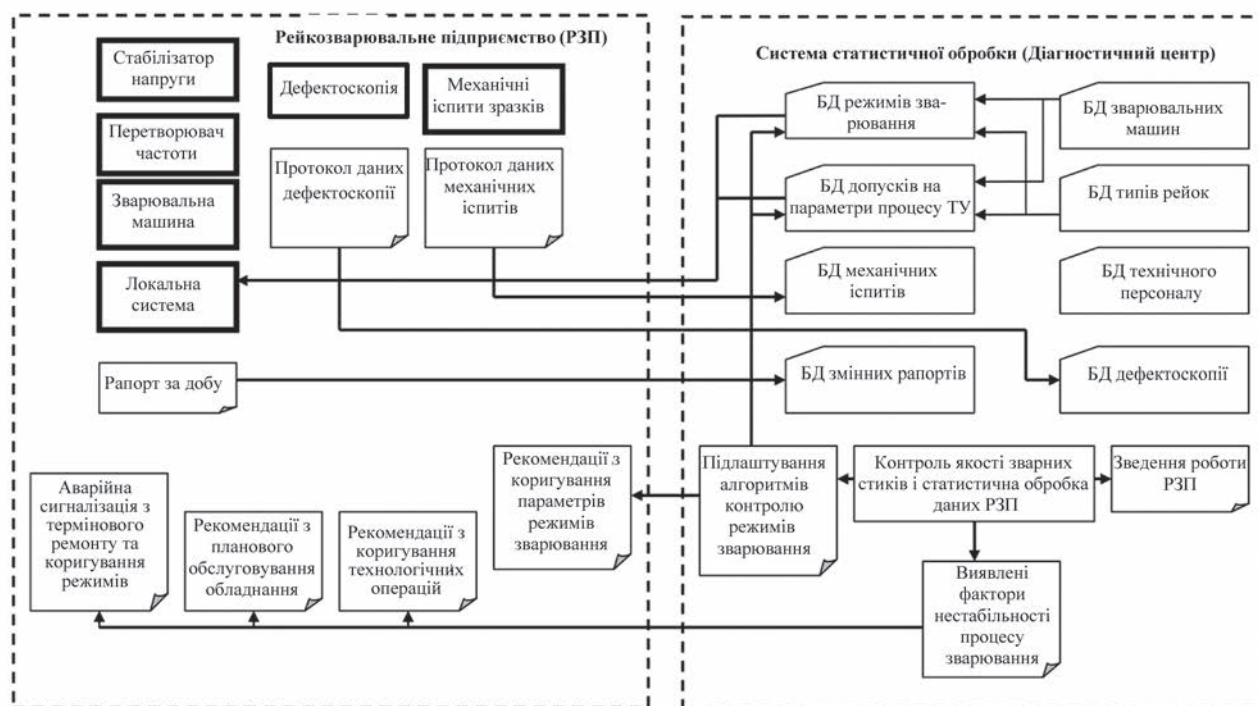 Рейкозварювальне підприємство (РЗП)
Стабілізатор
напруги
Дефектоскопія
Механічні
іспити зразків
Перетворювач
частоти
Протокол даних
дефектоскопії
Протокол даних
механічних
іспитів
Зварювальна
машина
Локальна
система
Рапорт за добу
Аварійна
сигналізація з
термінового
ремонту та
коригування
режимів
Рекомендації з
планового
обслуговування
обладнання
Рекомендації з
коригування
технологічних
операцій
Рекомендації з
коригування
параметрів
режимів
зварювання
Система статистичної обробки (Діагностичний центр)
БД режимів зва-
рювання
БД зварювальних
машин
БД допусків на
параметри процесу ТУ
БД типів рейок
БД механічних
іспитів
БД технічного
персоналу
БД змінних рапортів
БД дефектоскопії
Підлаштування
алгоритмів
контролю
режимів
зварювання
Контроль якості зварних
стиків і статистична обробка
даних РЗП
Зведення роботи
РЗП
Виявлені
фактори
нестабільності
процесу
зварювання